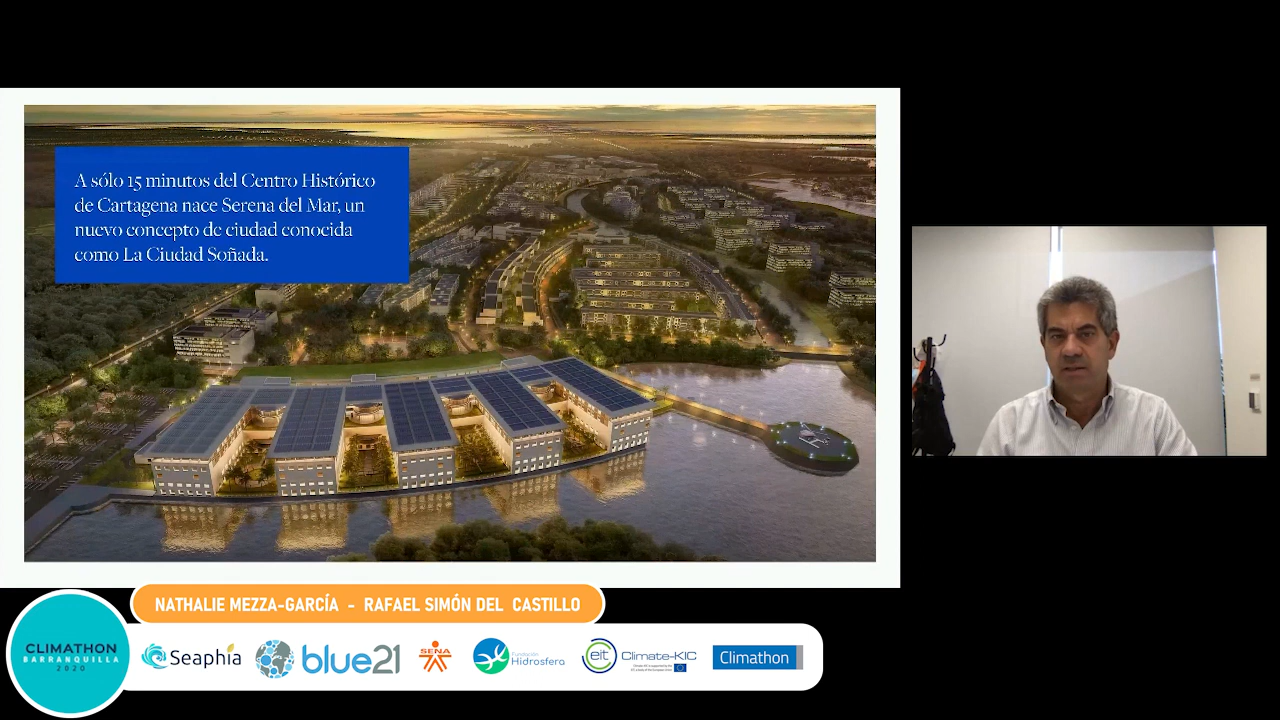 A sólo 15 minutos del Centro Histórico
de Cartagena nace Serena del Mar, un
nuevo concepto de ciudad conocida
como La Ciudad Soñada.
NATHALIE MEZZA-GARCÍA - RAFAEL SIMÓN DEL CASTILLO
CLIMATHON
BARRANQUILLA
2020
Seaphia
blue21
SENA
Fundación
Hidrosfera
eit
Climate-KIC
Climathon